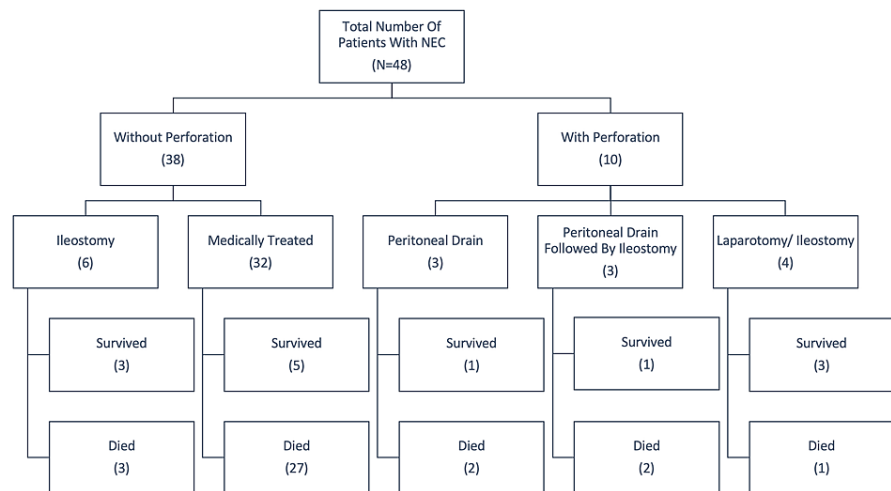 Total Number Of
Patients With NEC
(N=48)
Without Perforation
(38)
With Perforation
(10)
Ileostomy
(6)
Medically Treated
(32)
Peritoneal Drain
(3)
Peritoneal Drain
Followed By Ileostomy
(3)
Laparotomy/ Ileostomy
(4)
Survived
(3)
Survived
(5)
Survived
(1)
Survived
(1)
Survived
(3)
Died
(3)
Died
(27)
Died
(2)
Died
(2)
Died
(1)